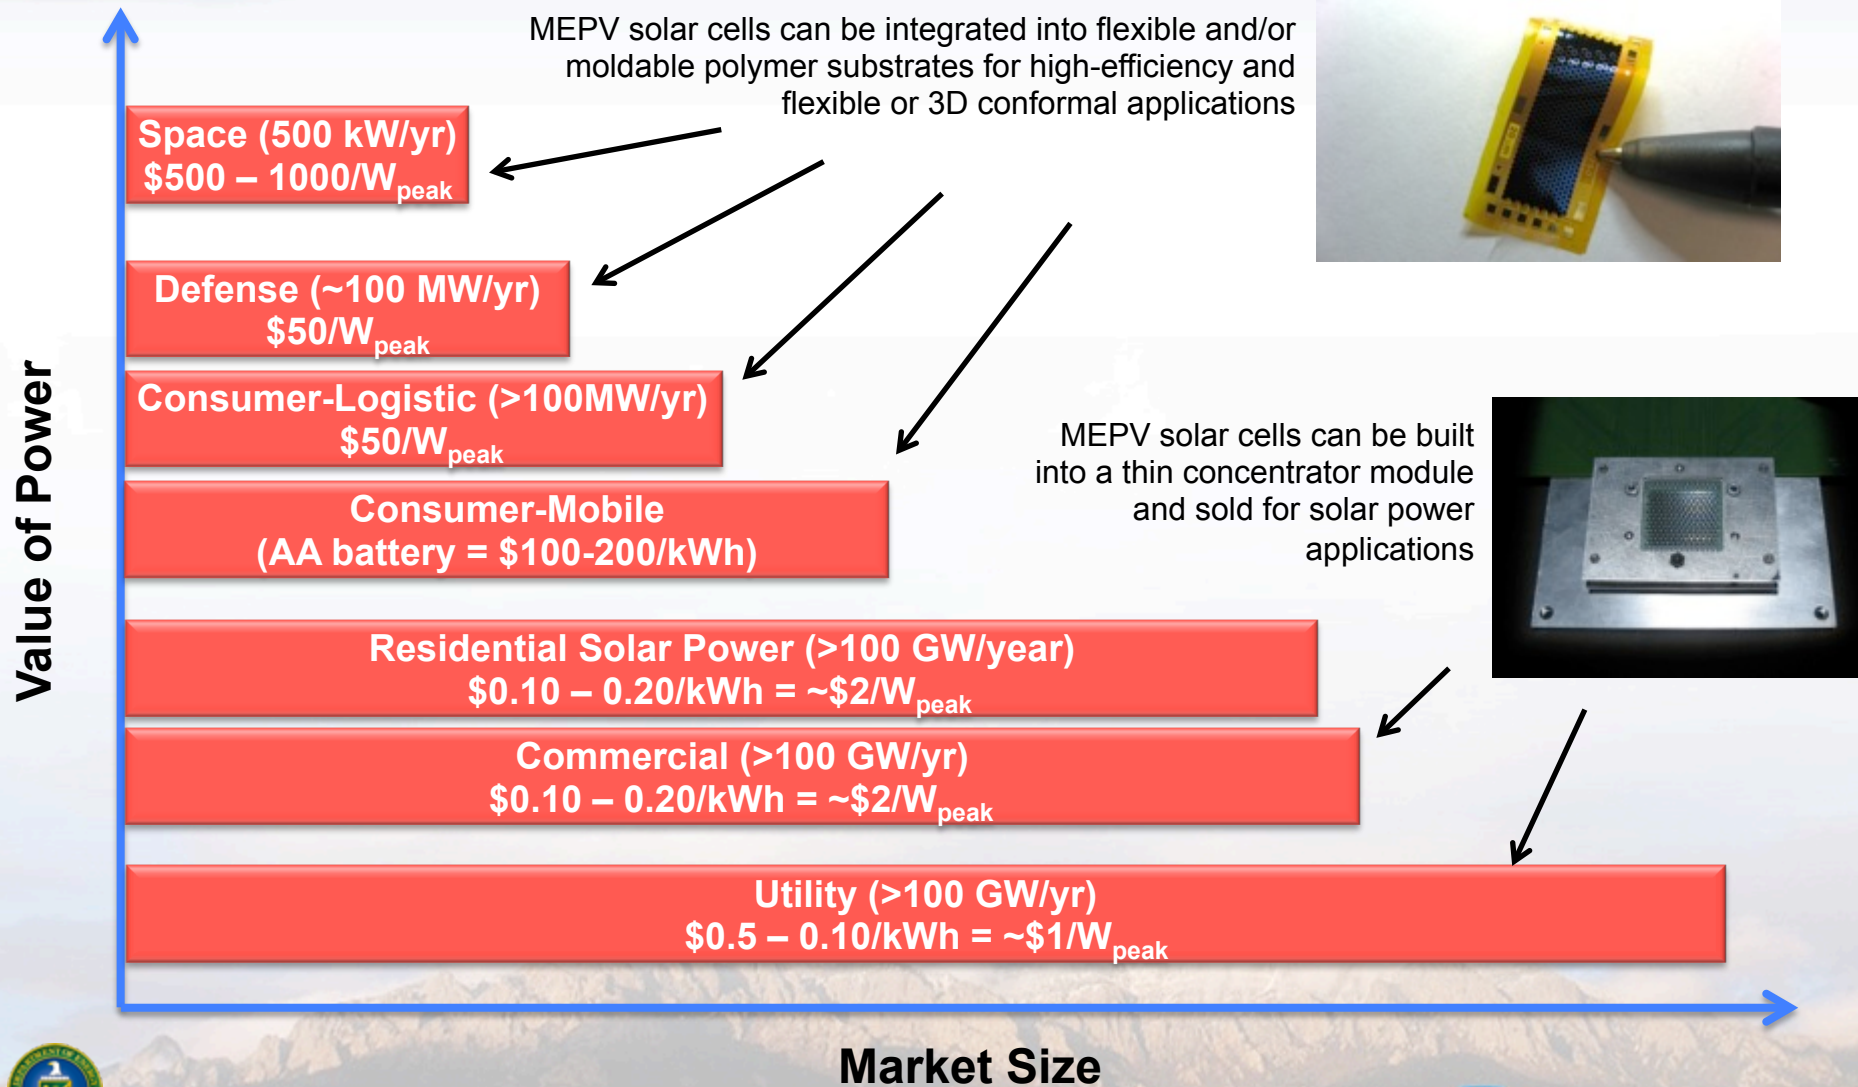 MEPV solar cells can be integrated into flexible and/or
moldable polymer substrates for high-efficiency and
flexible or 3D conformal applications
Space (500 kW/yr)
$500 – 1000/Wpeak
Defense (~100 MW/yr)
$50/Wpeak
Consumer-Logistic (>100MW/yr)
$50/Wpeak
Consumer-Mobile
(AA battery = $100-200/kWh)
MEPV solar cells can be built
into a thin concentrator module
and sold for solar power
applications
Residential Solar Power (>100 GW/year)
$0.10 – 0.20/kWh = ~$2/Wpeak
Commercial (>100 GW/yr)
$0.10 – 0.20/kWh = ~$2/Wpeak
Utility (>100 GW/yr)
$0.5 – 0.10/kWh = ~$1/Wpeak
Value of Power
Market Size